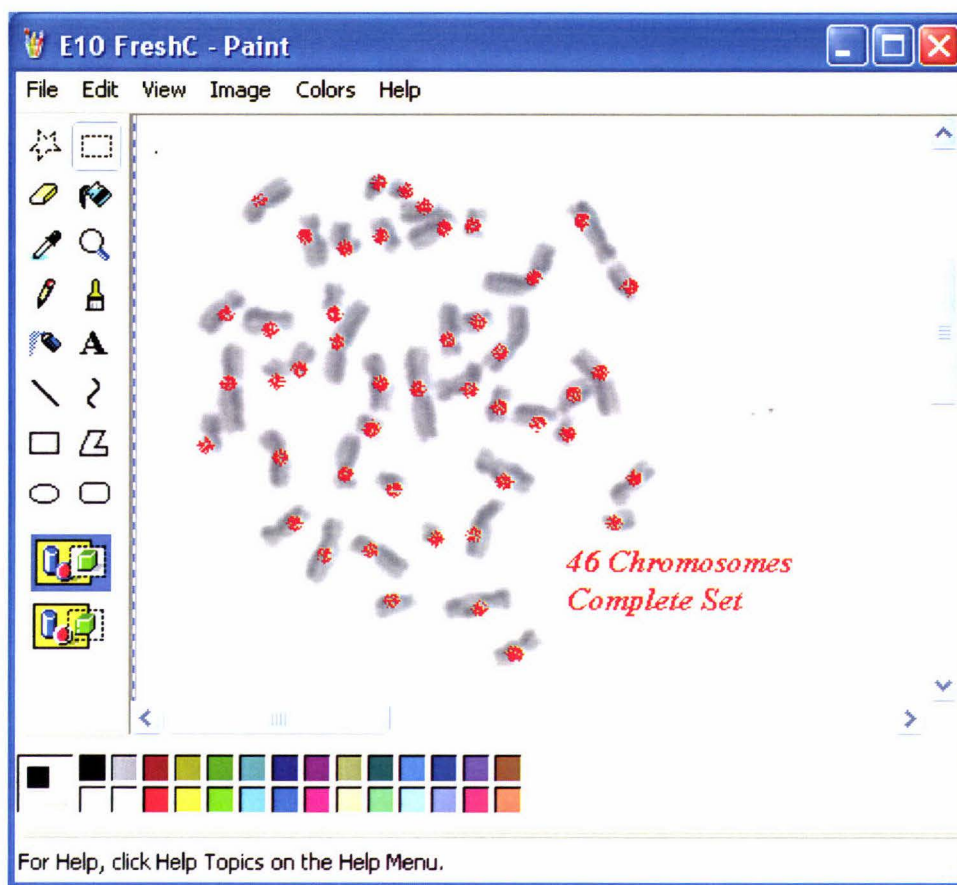 E10 FreshC - Paint
File Edit View Image Colors Help
A
46 Chromosomes
Complete Set
For Help, click Help Topics on the Help Menu.